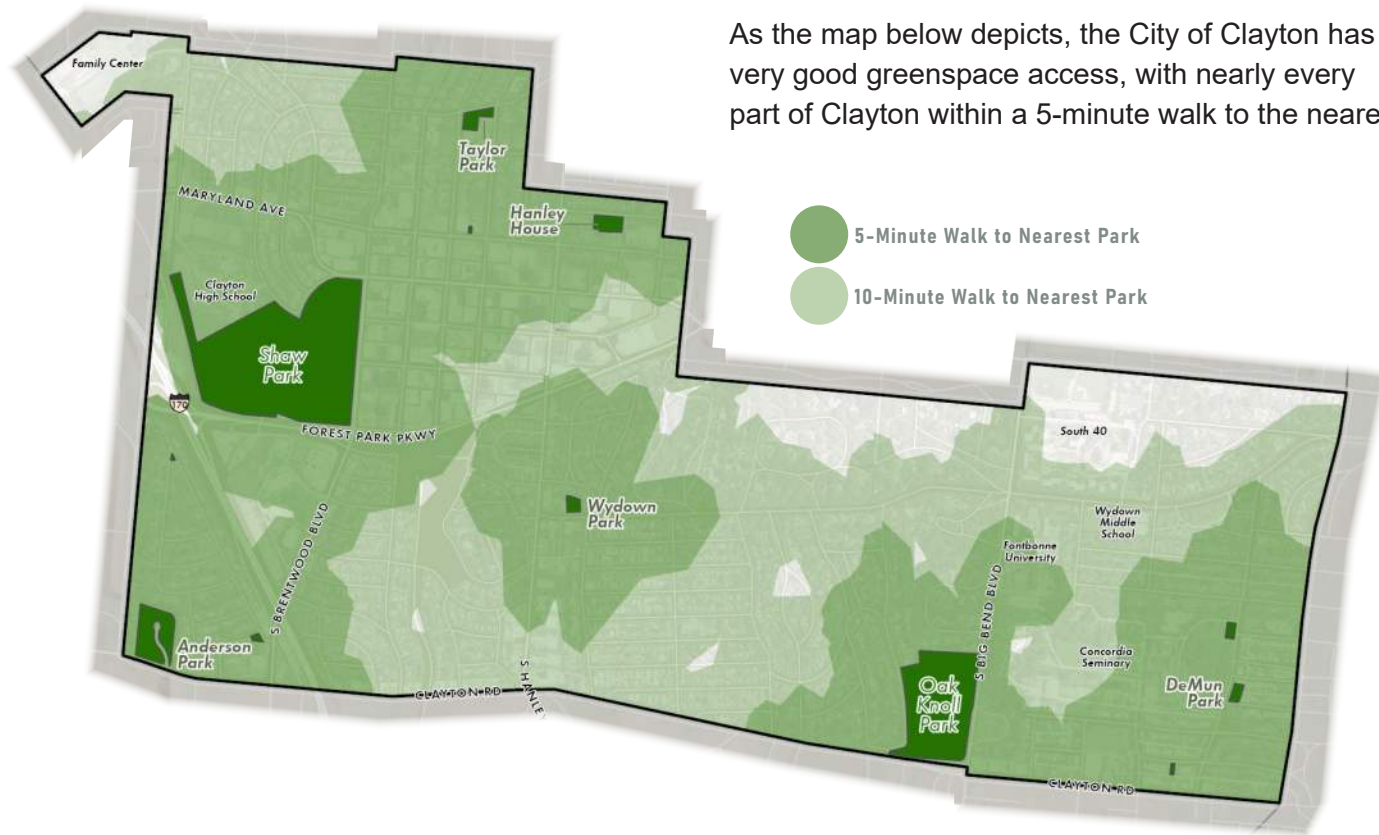 As the map below depicts, the City of Clayton has
very good greenspace access, with nearly every
part of Clayton within a 5-minute walk to the neare
5-Minute Walk to Nearest Park
10-Minute Walk to Nearest Park
Family Center
Taylor
Park
MARYLAND AVE
Hanley
House
Clayton
High School
Shaw
Park
170
FOREST PARK PKWY
South 40
Wydown
Park
Wydown
Middle
School
S BRENTWOOD BLVD
Fontbonne
University
S BIG BEND BLVD
Anderson
Park
Concordia
Seminary
S HANLEY
CLAYTON RD
Oak
Knoll
Park
DeMun
Park
CLAYTON RD